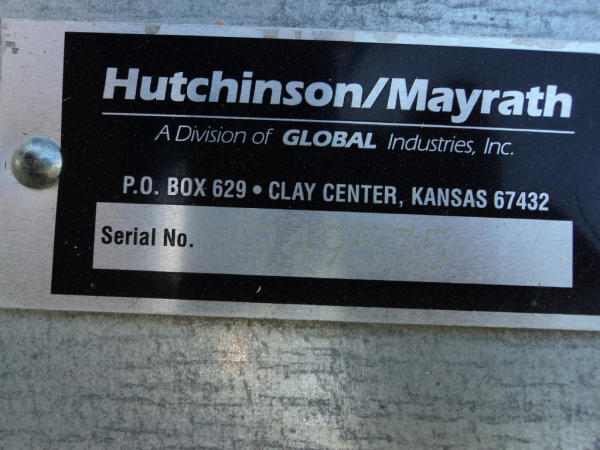 Hutchinson/Mayrath
A Division of GLOBAL Industries, Inc.
P.O. BOX 629 • CLAY CENTER, KANSAS 67432
Serial No.